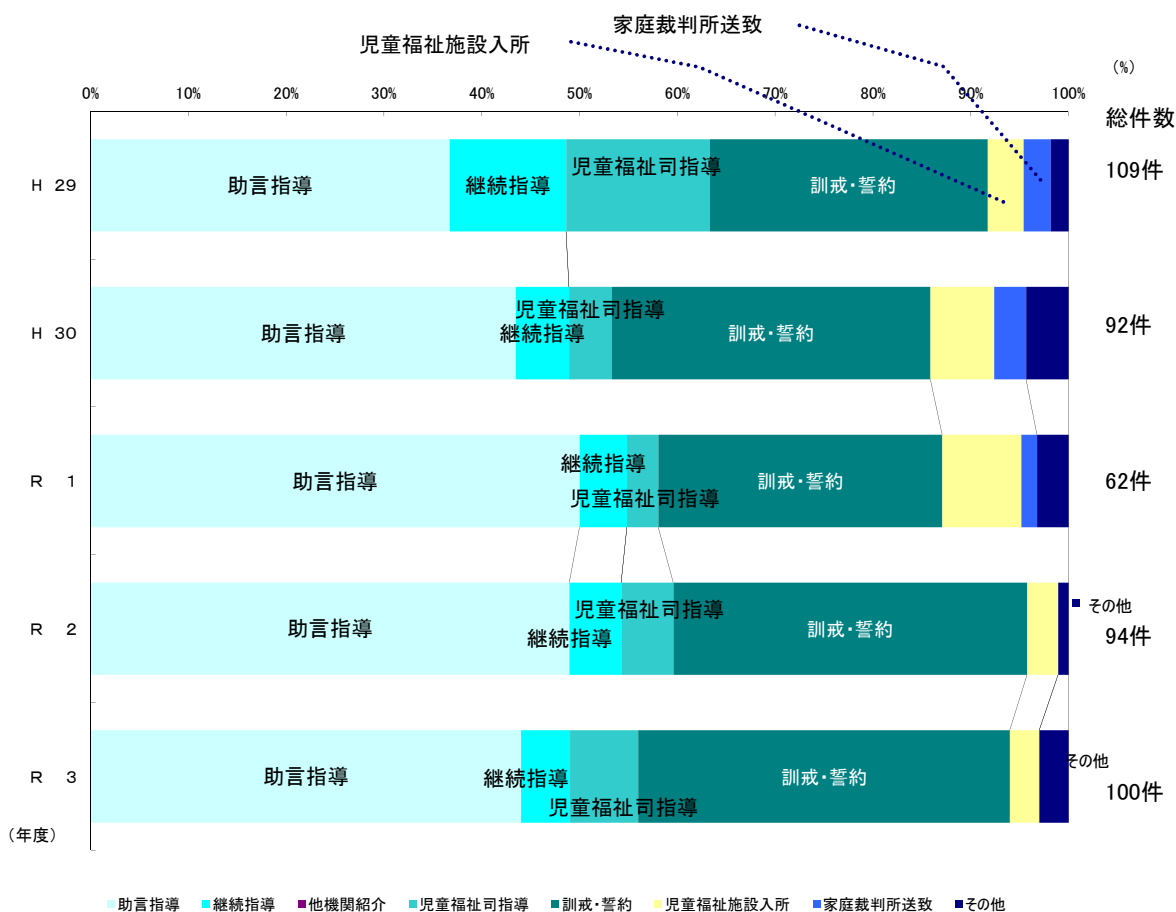 家庭裁判所送致
児童福祉施設入所
(%)
0% 10% 20% 30% 40% 50% 60% 70% 80% 90% 100%
総件数
H 29 助言指導 継続指導 児童福祉司指導 訓戒・誓約 109件
H 30 助言指導 継続指導 児童福祉司指導 訓戒・誓約 92件
R 1 助言指導 継続指導 児童福祉司指導 訓戒・誓約 62件
R 2 助言指導 継続指導 児童福祉司指導 訓戒・誓約 その他 94件
R 3 助言指導 継続指導 児童福祉司指導 訓戒・誓約 その他 100件
(年度)
助言指導 継続指導 他機関紹介 児童福祉司指導 訓戒・誓約 児童福祉施設入所 家庭裁判所送致 その他